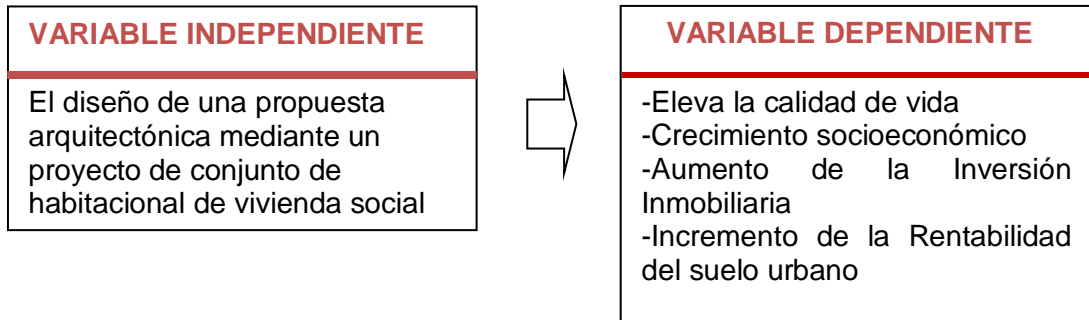 VARIABLE INDEPENDIENTE
El diseño de una propuesta
arquitectónica mediante un
proyecto de conjunto de
habitacional de vivienda social
VARIABLE DEPENDIENTE
-Eleva la calidad de vida
-Crecimiento socioeconómico
-Aumento de la Inversión
Inmobiliaria
-Incremento de la Rentabilidad
del suelo urbano